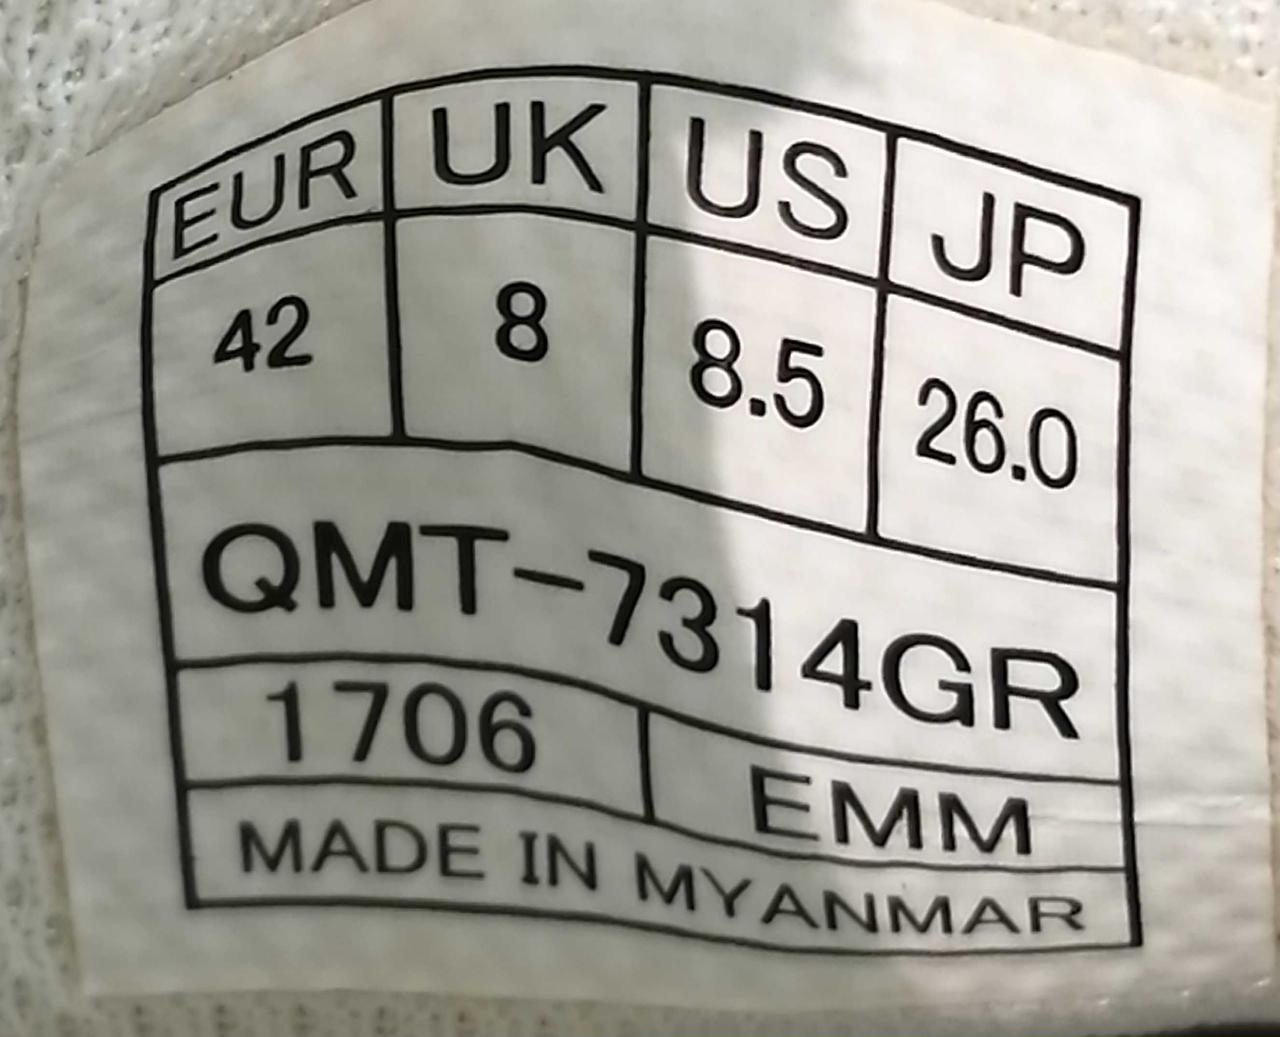 EUR UK US JP
42 8 8.5 26.0
QMT-7314GR
1706 EMM
MADE IN MYANMAR